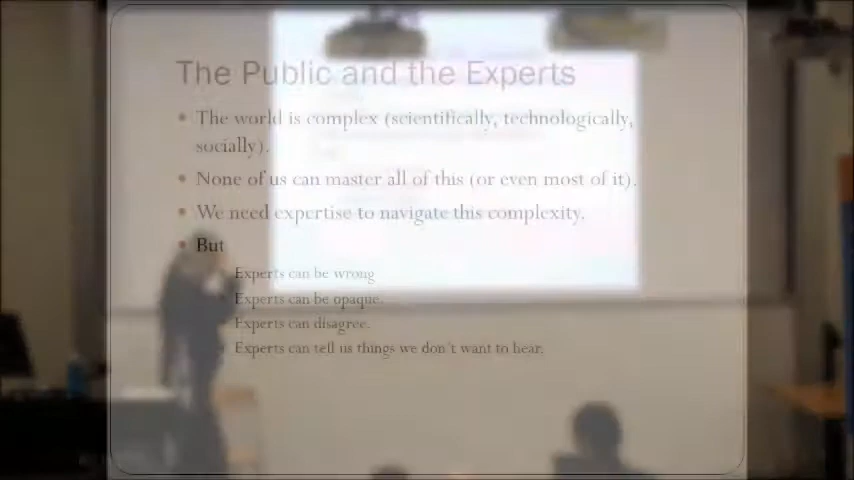 The Public and the Experts
• The world is complex (scientifically, technologically,
socially).
• None of us can master all of this (or even most of it).
• We need expertise to navigate this complexity.
• But
Experts can be wrong
Experts can be opaque.
Experts can disagree.
Experts can tell us things we don't want to hear.